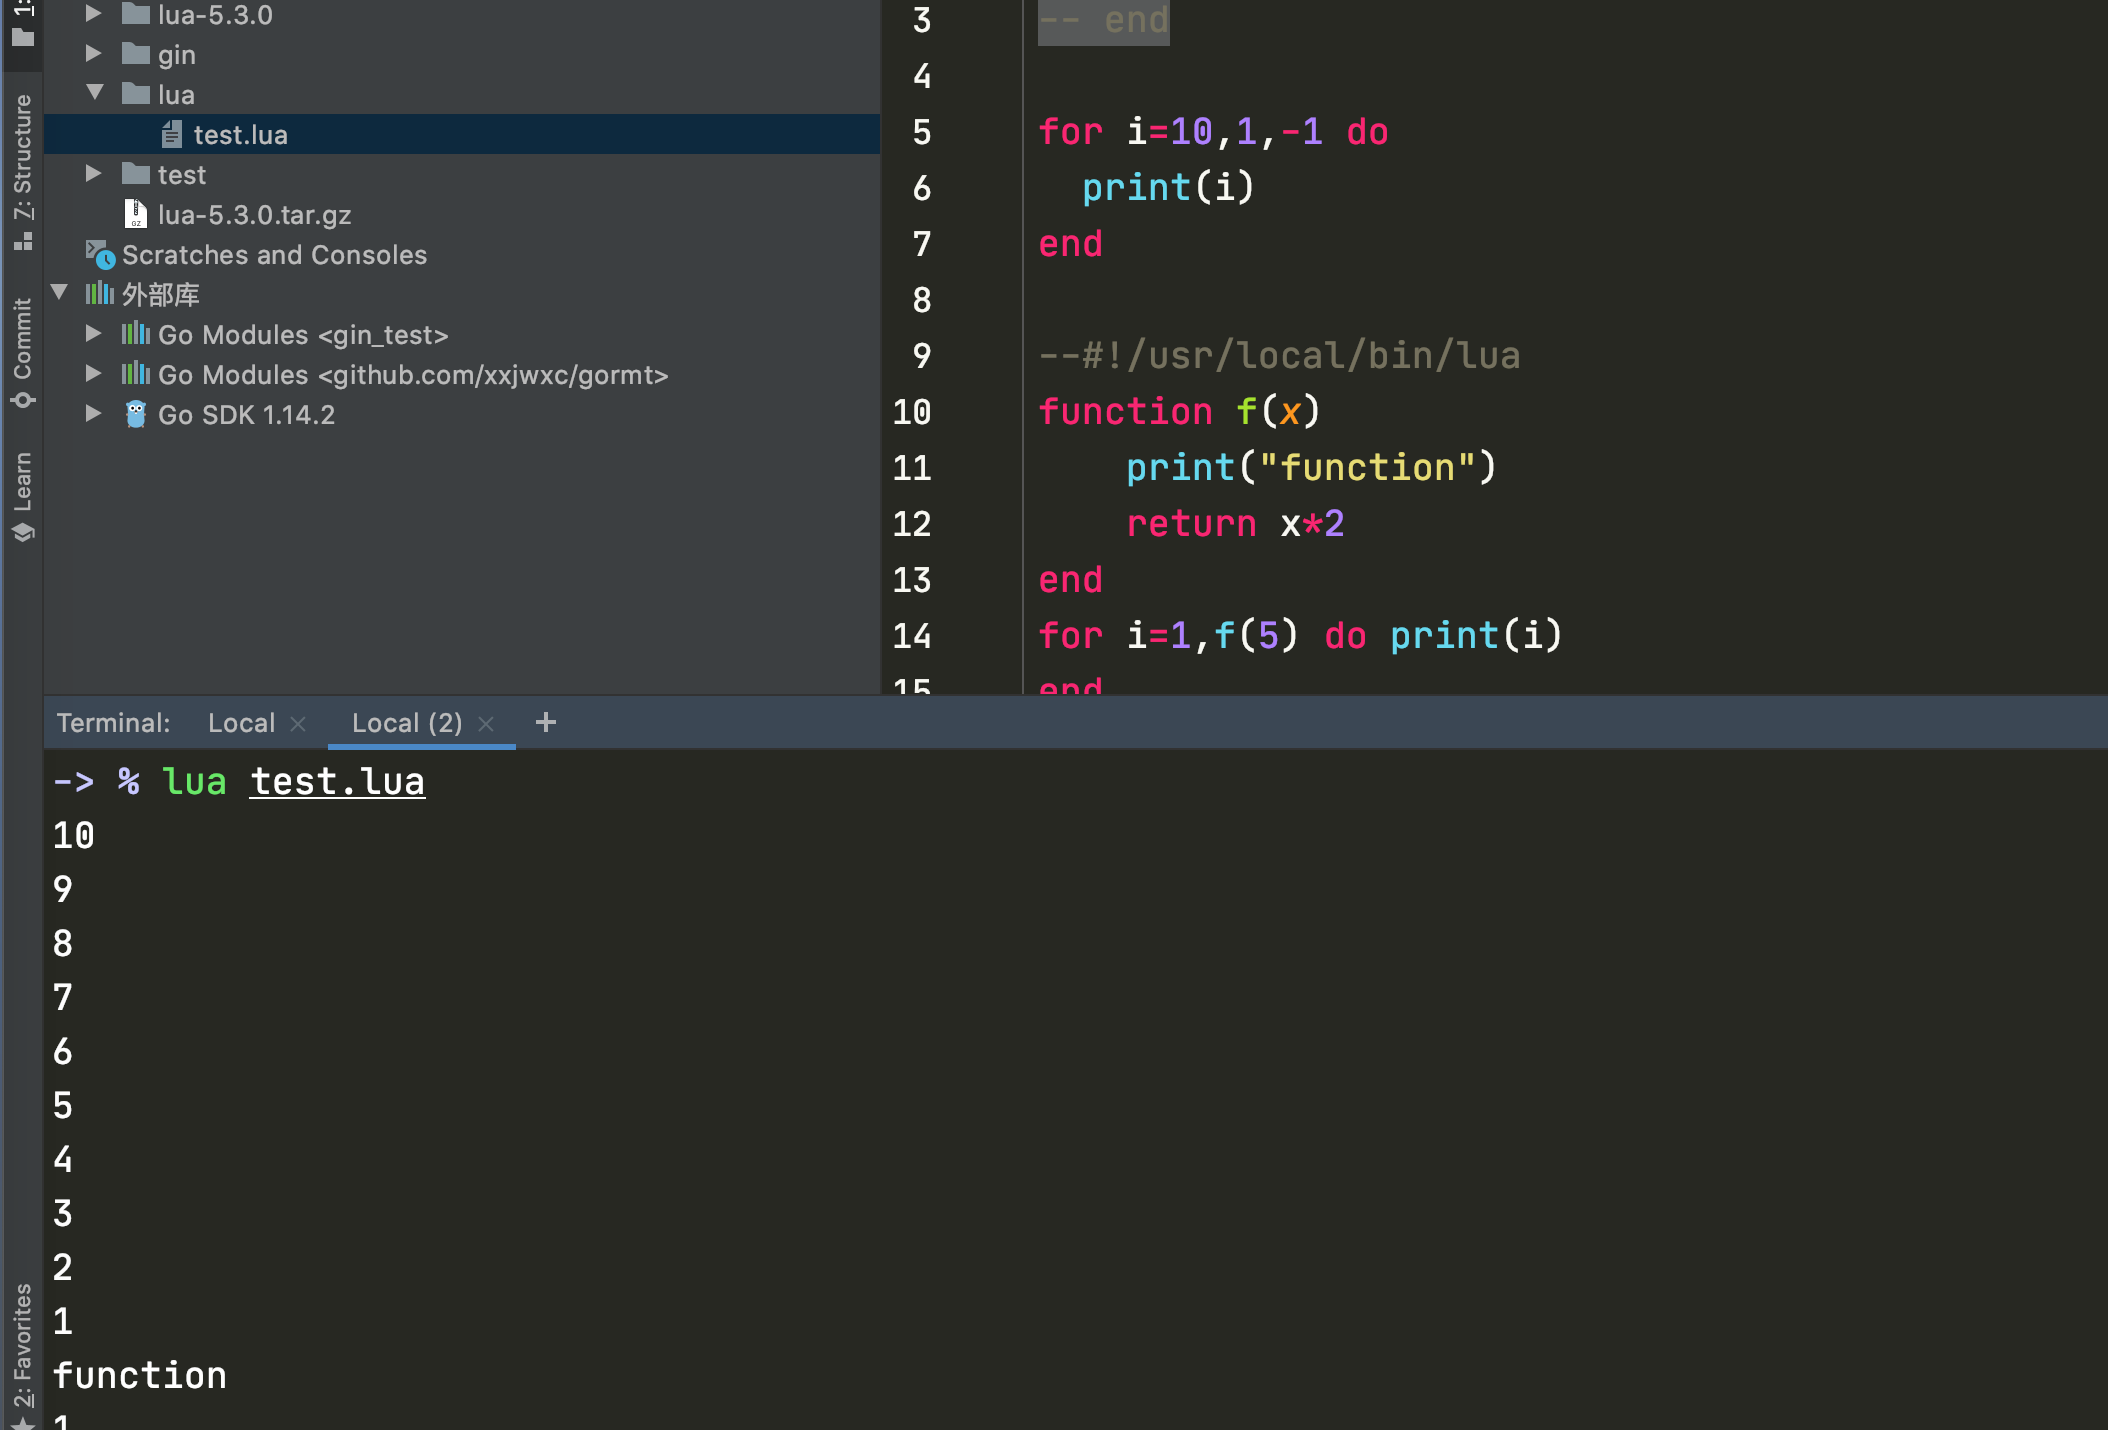 1:
Z: Structure
Commit
Learn
2: Favorites
lua-5.3.0
gin
lua
test.lua
test
lua-5.3.0.tar.gz
Scratches and Consoles
外部库
Go Modules <gin_test>
Go Modules <github.com/xxjwxc/gormt>
Go SDK 1.14.2
3 -- end
4
5 for i=10,1,-1 do
6   print(i)
7 end
8
9 --#!/usr/local/bin/lua
10 function f(x)
11     print("function")
12     return x*2
13 end
14 for i=1,f(5) do print(i)
15 end
Terminal: Local × Local (2) × +
-> % lua test.lua
10
9
8
7
6
5
4
3
2
1
function
1